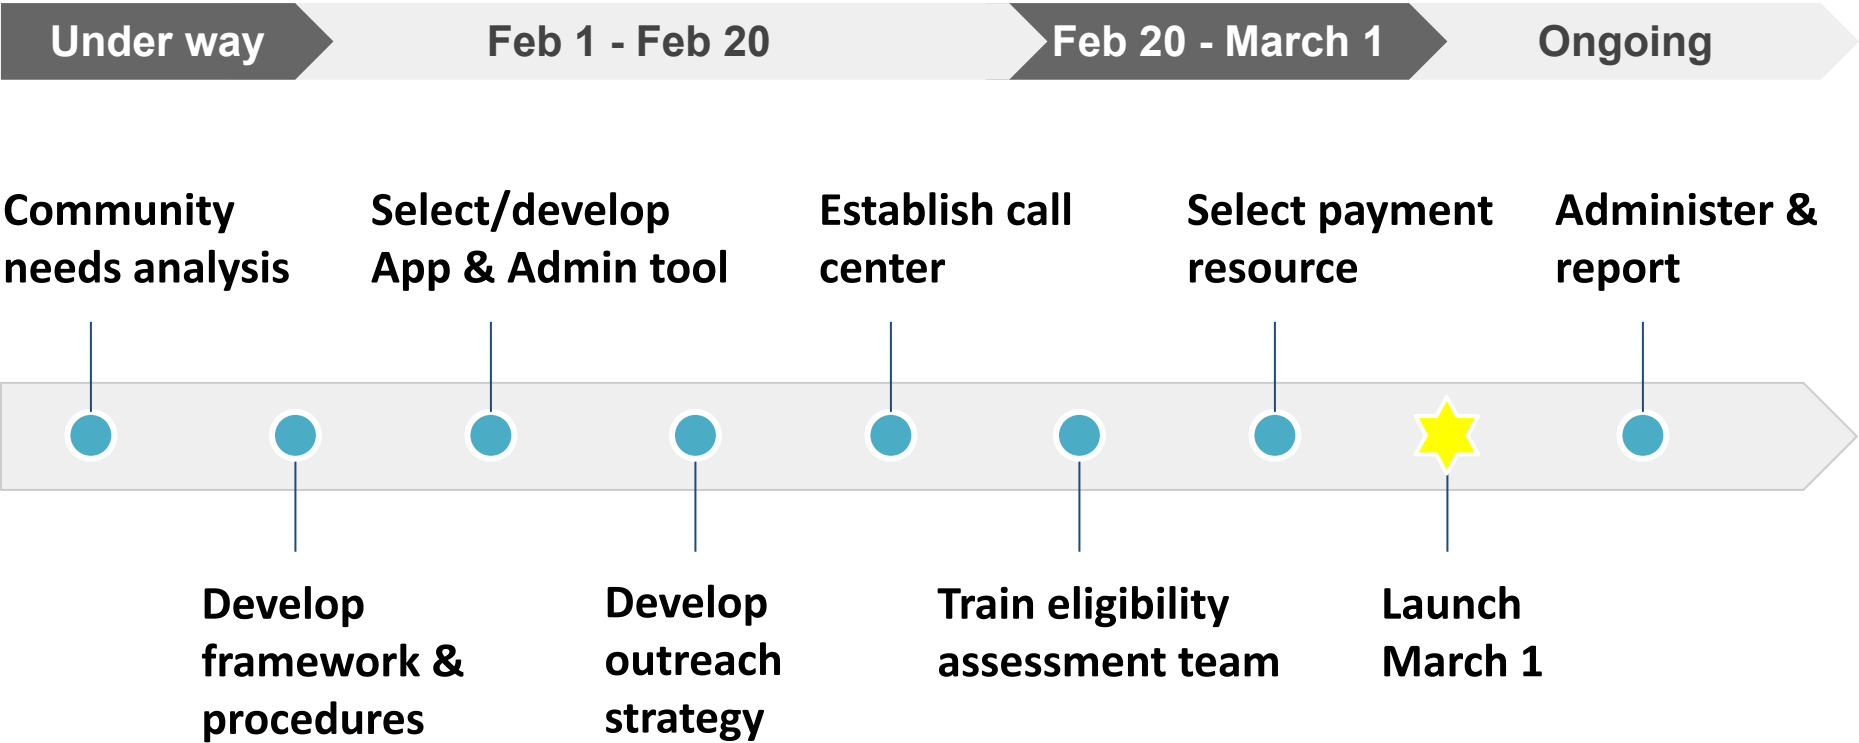 Under way
Feb 1 - Feb 20
Feb 20 - March 1
Ongoing
Community
needs analysis
Select/develop
App & Admin tool
Establish call
center
Select payment
resource
Administer &
report
Develop
framework &
procedures
Develop
outreach
strategy
Train eligibility
assessment team
Launch
March 1